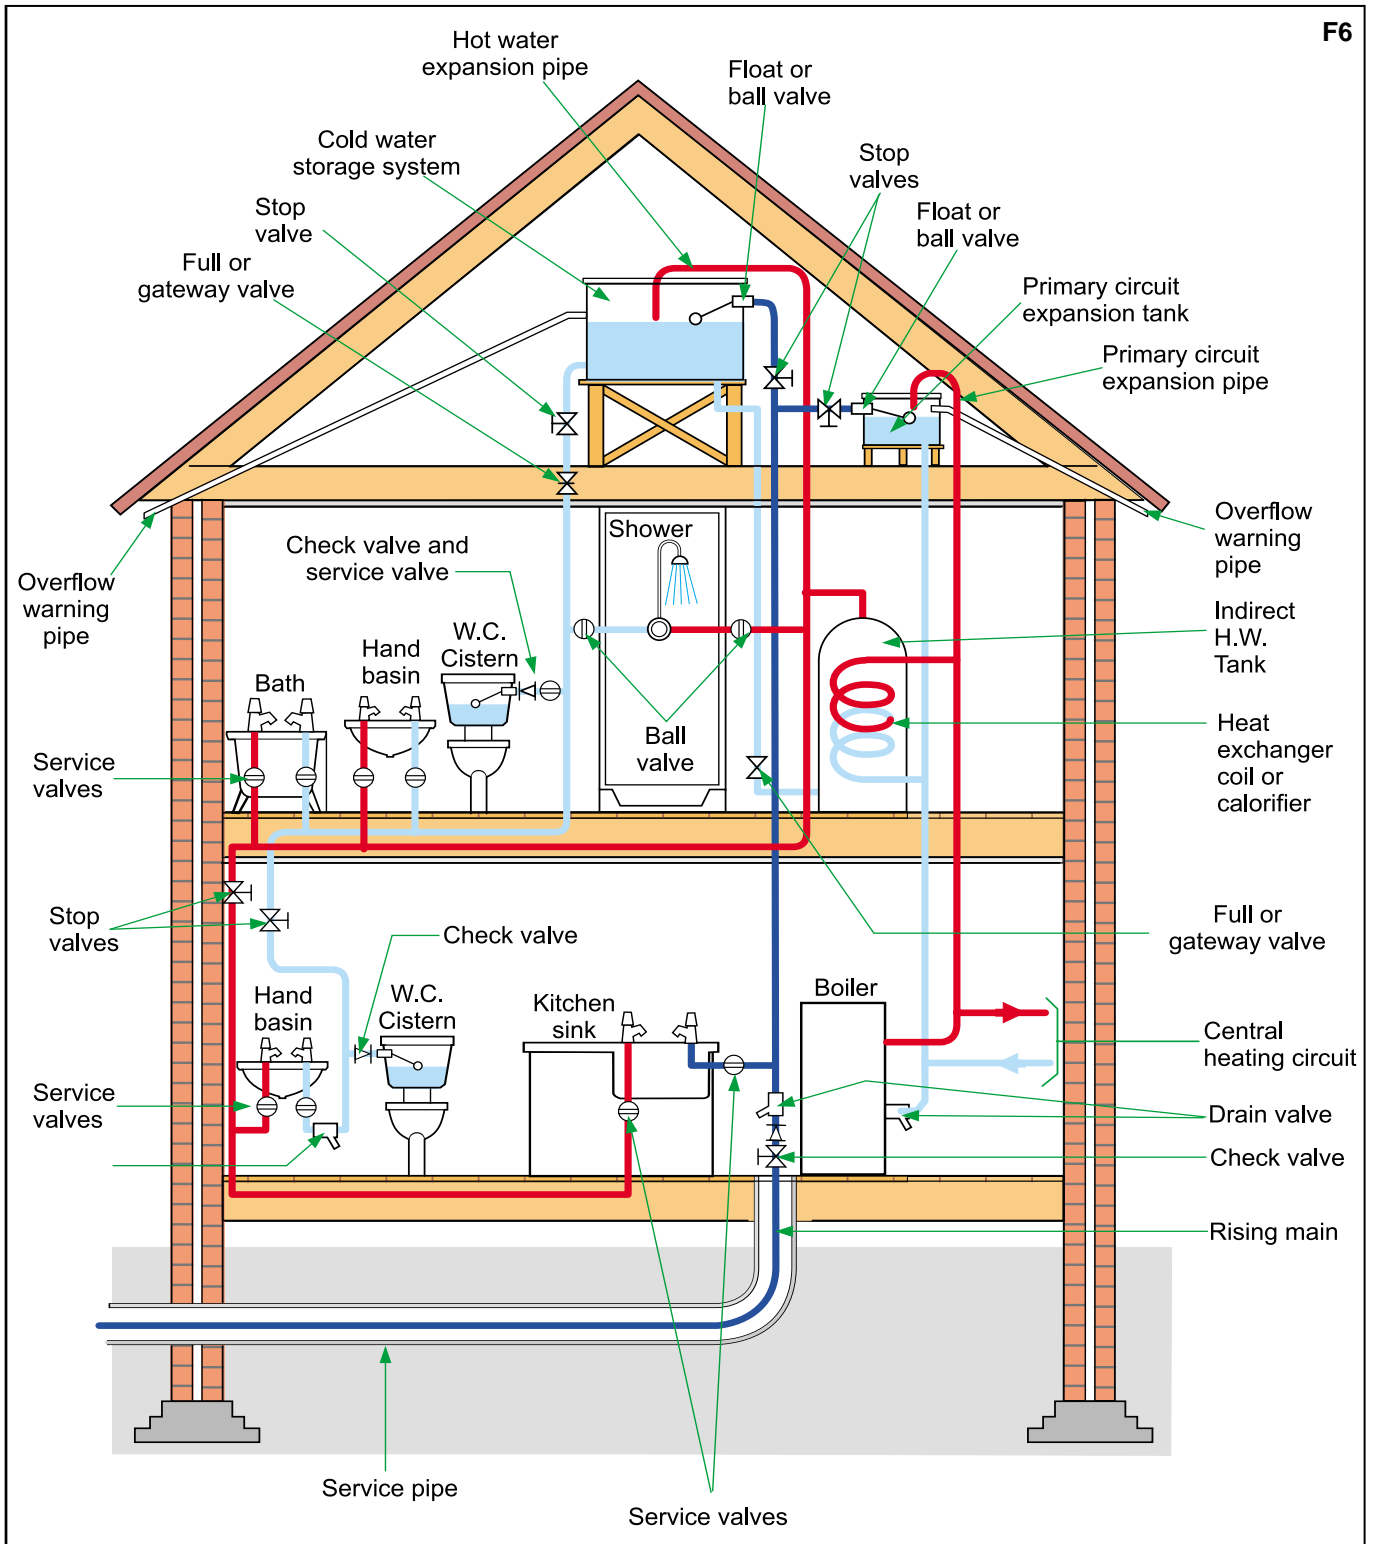 F6
Hot water
expansion pipe
Float or
ball valve
Cold water
storage system
Stop
valves
Stop
valve
Float or
ball valve
Full or
gateway valve
Primary circuit
expansion tank
Primary circuit
expansion pipe
Overflow
warning
pipe
Shower
Check valve and
service valve
Overflow
warning
pipe
Indirect
H.W.
Tank
W.C.
Cistern
Hand
basin
Bath
Ball
valve
Heat
exchanger
coil or
calorifier
Service
valves
Stop
valves
Check valve
Full or
gateway valve
Boiler
Hand
basin
W.C.
Cistern
Kitchen
sink
Central
heating circuit
Service
valves
Drain valve
Check valve
Rising main
Service pipe
Service valves